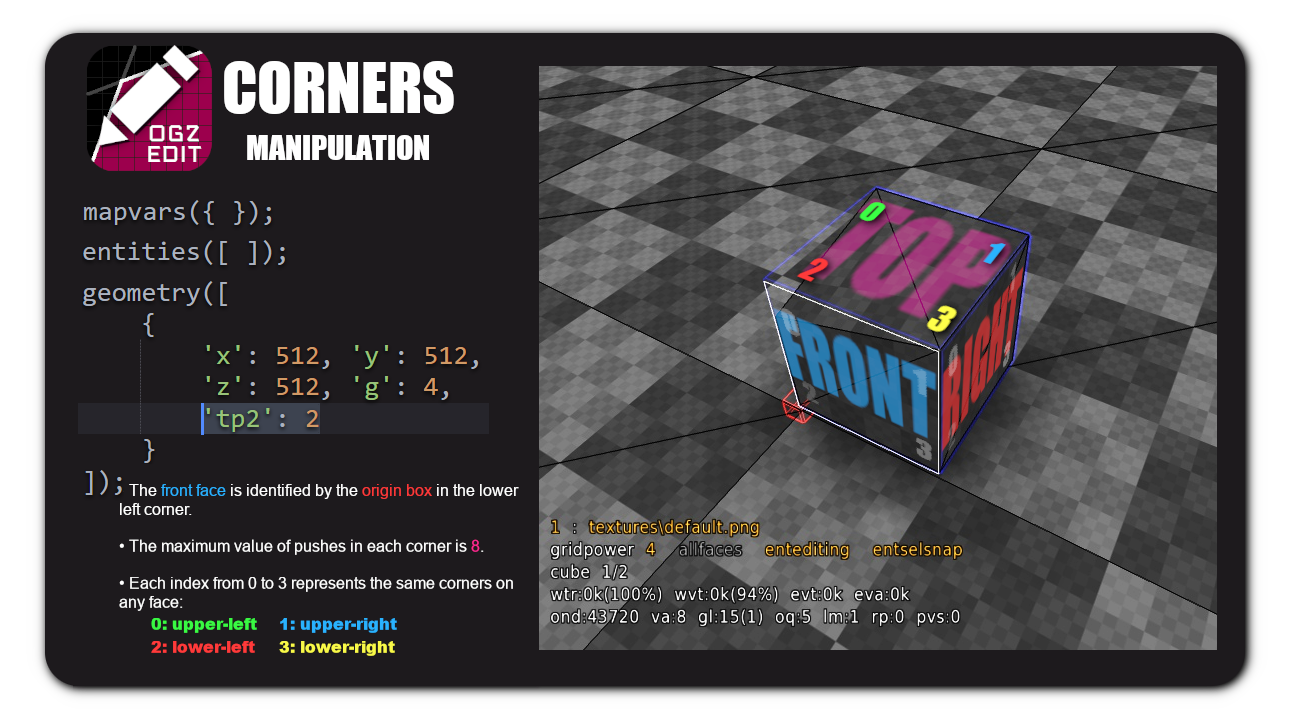 OGZ
EDIT
CORNERS
MANIPULATION
mapvars({ });
entities([ ]);
geometry([
{
'x': 512, 'y': 512,
'z': 512, 'g': 4,
'tp2': 2
}
]);
The front face is identified by the origin box in the lower
left corner.
• The maximum value of pushes in each corner is 8.
• Each index from 0 to 3 represents the same corners on
any face:
0: upper-left 1: upper-right
2: lower-left 3: lower-right
TOP
0
1
2
3
FRONT
0
1
2
3
RIGHT
0
1 : textures\default.png
gridpower 4 allfaces entediting entselsnap
cube 1/2
wtr:0k(100%) wvt:0k(94%) evt:0k eva:0k
ond:43720 va:8 gl:15(1) oq:5 lm:1 rp:0 pvs:0